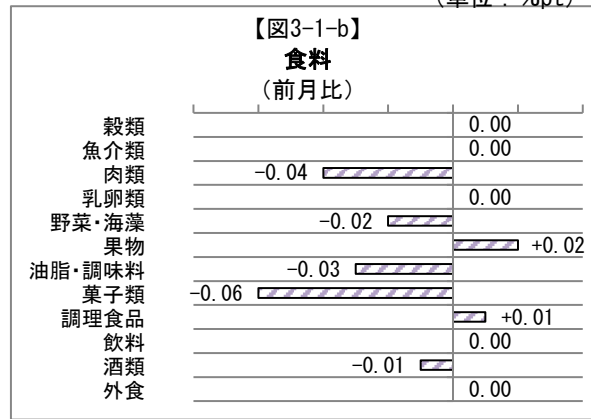 (単位：%pt)
【図3-1-b】
食料
(前月比)
穀類 0.00
魚介類 0.00
肉類 -0.04
乳卵類 0.00
野菜・海藻 -0.02
果物 +0.02
油脂・調味料 -0.03
菓子類 -0.06
調理食品 +0.01
飲料 0.00
酒類 -0.01
外食 0.00